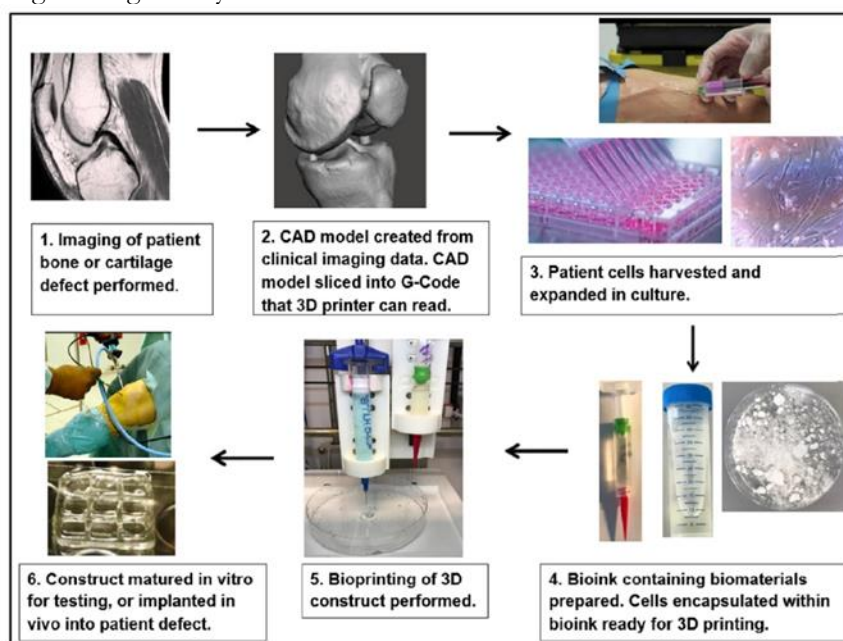 1. Imaging of patient
bone or cartilage
defect performed.
2. CAD model created from
clinical imaging data. CAD
model sliced into G-Code
that 3D printer can read.
3. Patient cells harvested and
expanded in culture.
4. Bioink containing biomaterials
prepared. Cells encapsulated within
bioink ready for 3D printing.
5. Bioprinting of 3D
construct performed.
6. Construct matured in vitro
for testing, or implanted in
vivo into patient defect.